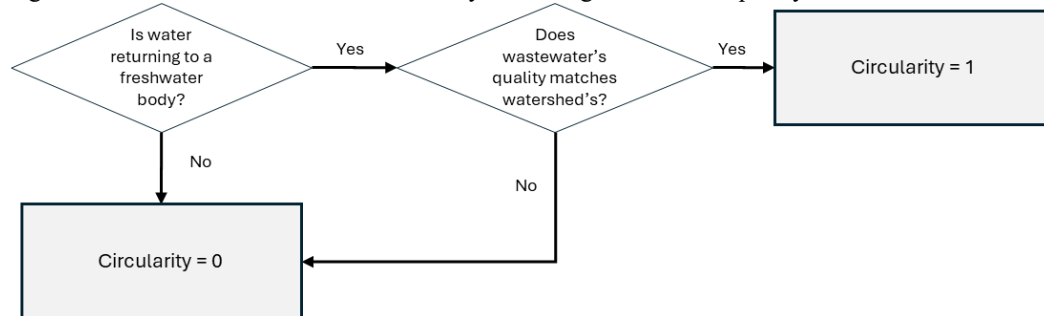 Is water
returning to a
freshwater
body?
Yes
Does
wastewater's
quality matches
watershed's?
Yes
Circularity = 1
No
No
Circularity = 0